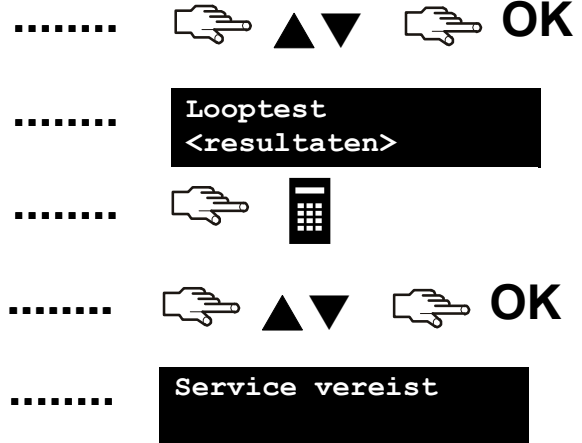 ........ ▲▼ OK
........ Looptest
<resultaten>
........
........ ▲▼ OK
........ Service vereist